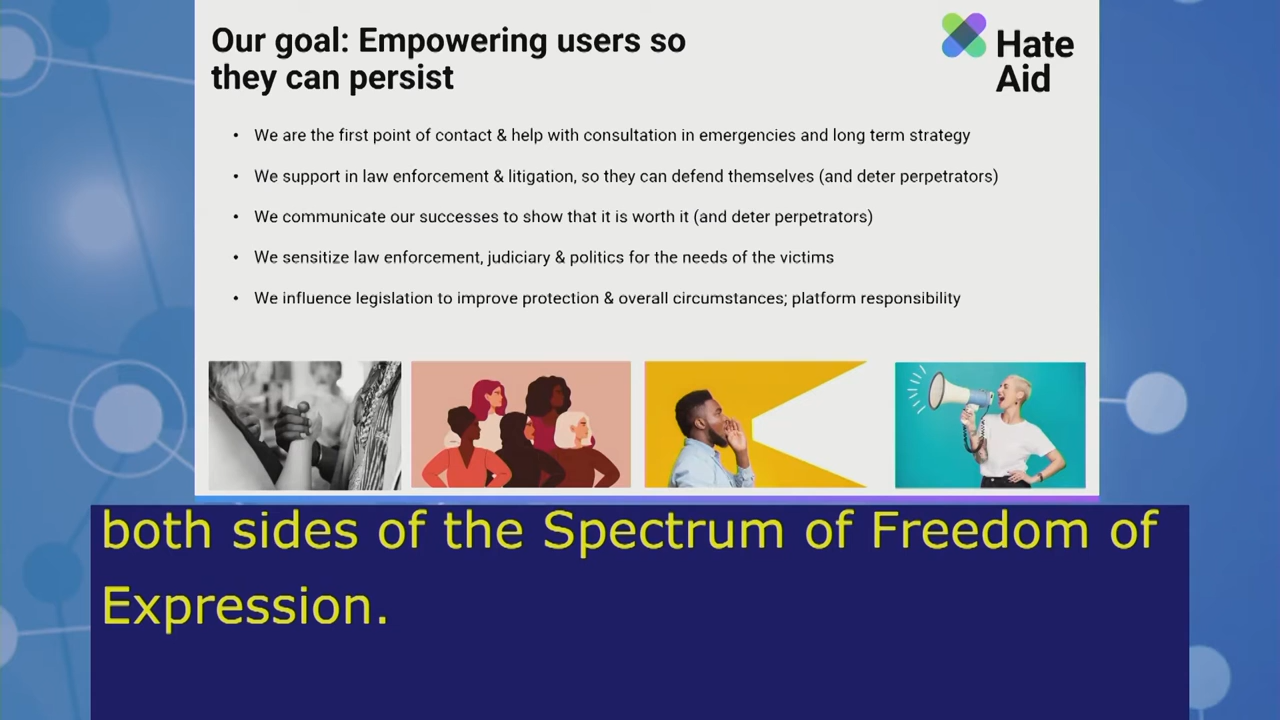 Our goal: Empowering users so
they can persist
Hate
Aid
• We are the first point of contact & help with consultation in emergencies and long term strategy
• We support in law enforcement & litigation, so they can defend themselves (and deter perpetrators)
• We communicate our successes to show that it is worth it (and deter perpetrators)
• We sensitize law enforcement, judiciary & politics for the needs of the victims
• We influence legislation to improve protection & overall circumstances; platform responsibility
both sides of the Spectrum of Freedom of
Expression.